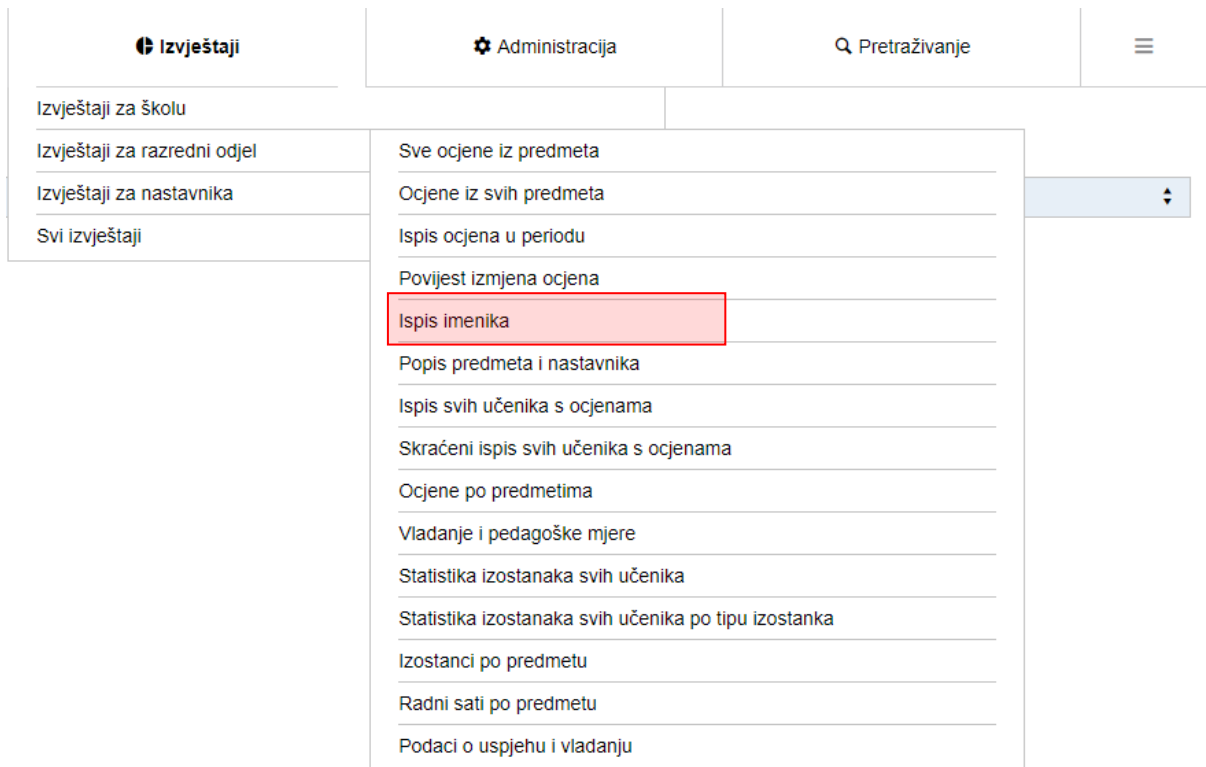 Izvještaji
Administracija
Pretraživanje
Izvještaji za školu
Izvještaji za razredni odjel
Izvještaji za nastavnika
Svi izvještaji
Sve ocjene iz predmeta
Ocjene iz svih predmeta
Ispis ocjena u periodu
Povijest izmjena ocjena
Ispis imenika
Popis predmeta i nastavnika
Ispis svih učenika s ocjenama
Skraćeni ispis svih učenika s ocjenama
Ocjene po predmetima
Vladanje i pedagoške mjere
Statistika izostanaka svih učenika
Statistika izostanaka svih učenika po tipu izostanka
Izostanci po predmetu
Radni sati po predmetu
Podaci o uspjehu i vladanju